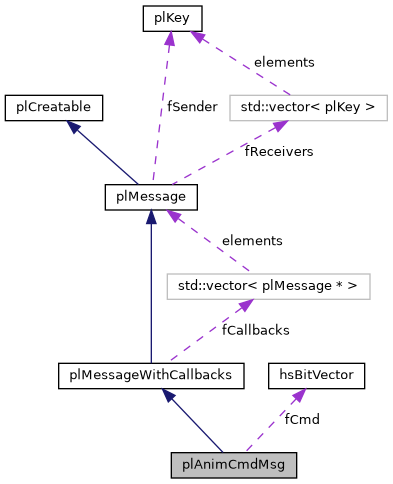 plKey
elements
plCreatable
fSender
std::vector< plKey >
fReceivers
plMessage
elements
std::vector< plMessage * >
fCallbacks
plMessageWithCallbacks
hsBitVector
fCmd
plAnimCmdMsg